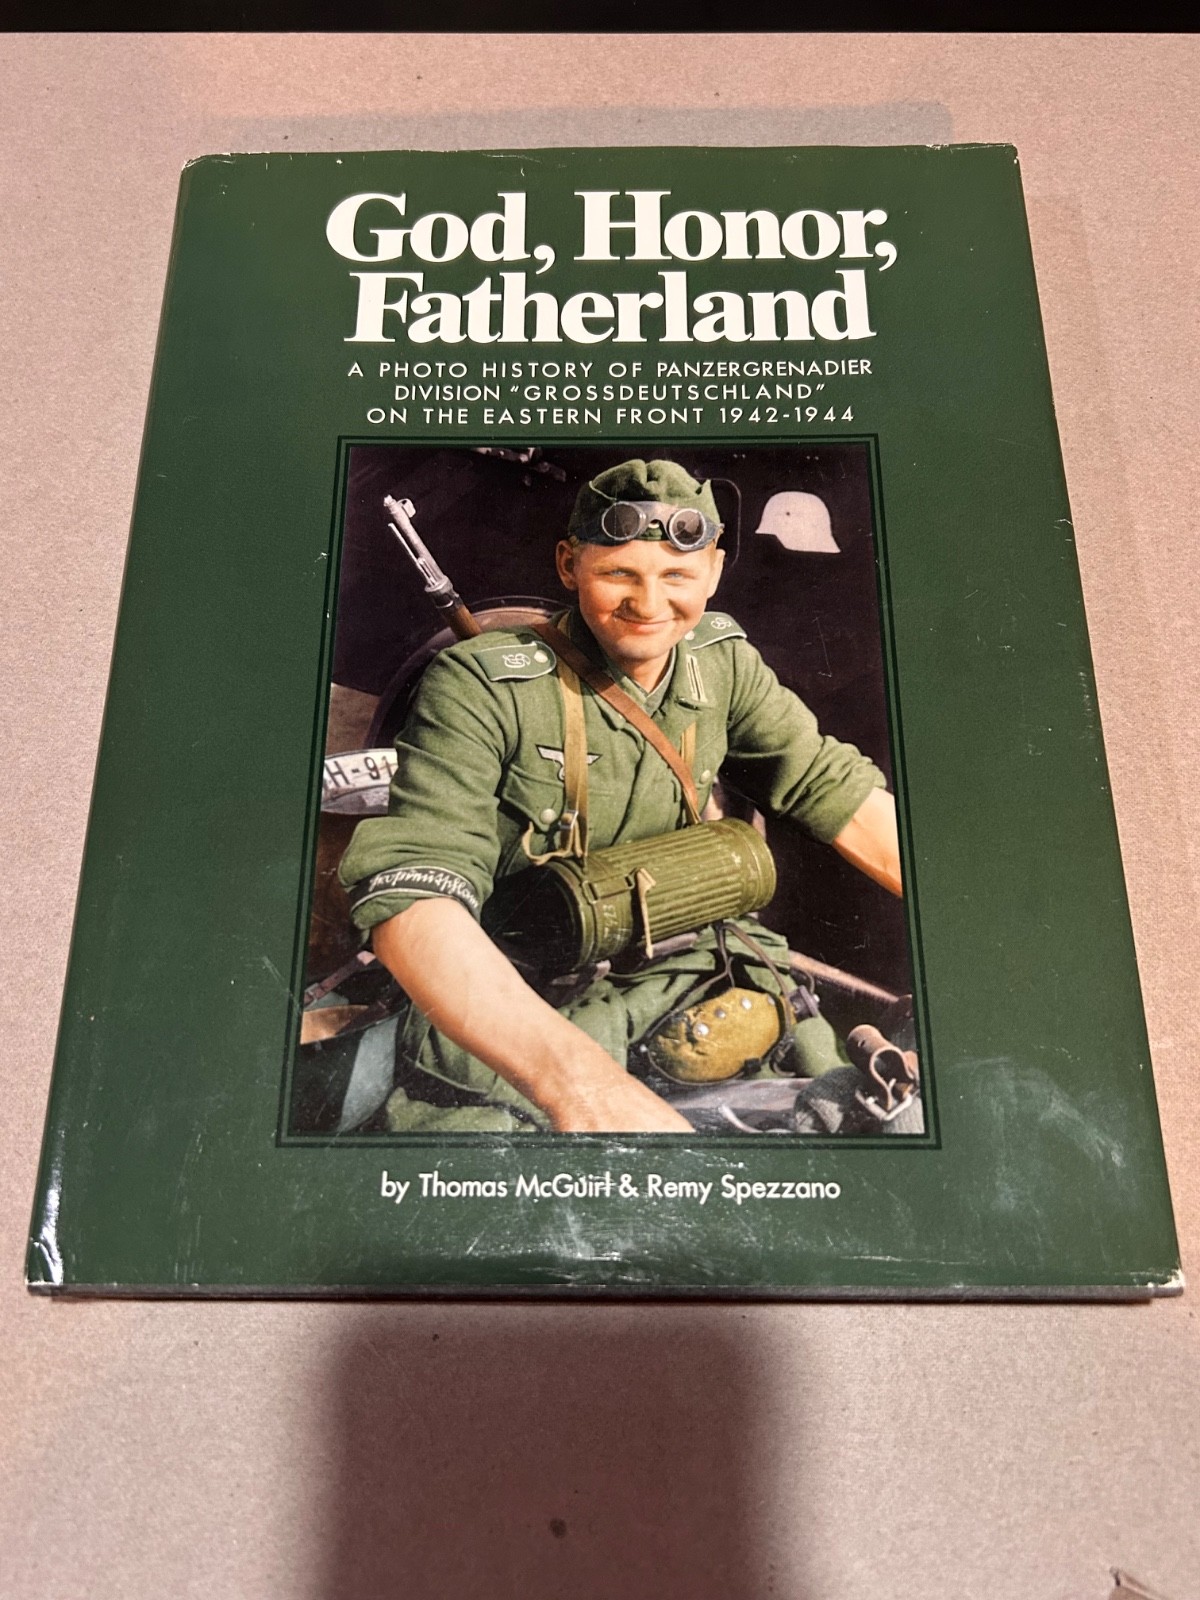 God, Honor,
Fatherland
A PHOTO HISTORY OF PANZERGRENADIER
DIVISION "GROSSDEUTSCHLAND"
ON THE EASTERN FRONT 1942-1944
H-91
by Thomas McGuirl & Remy Spezzano